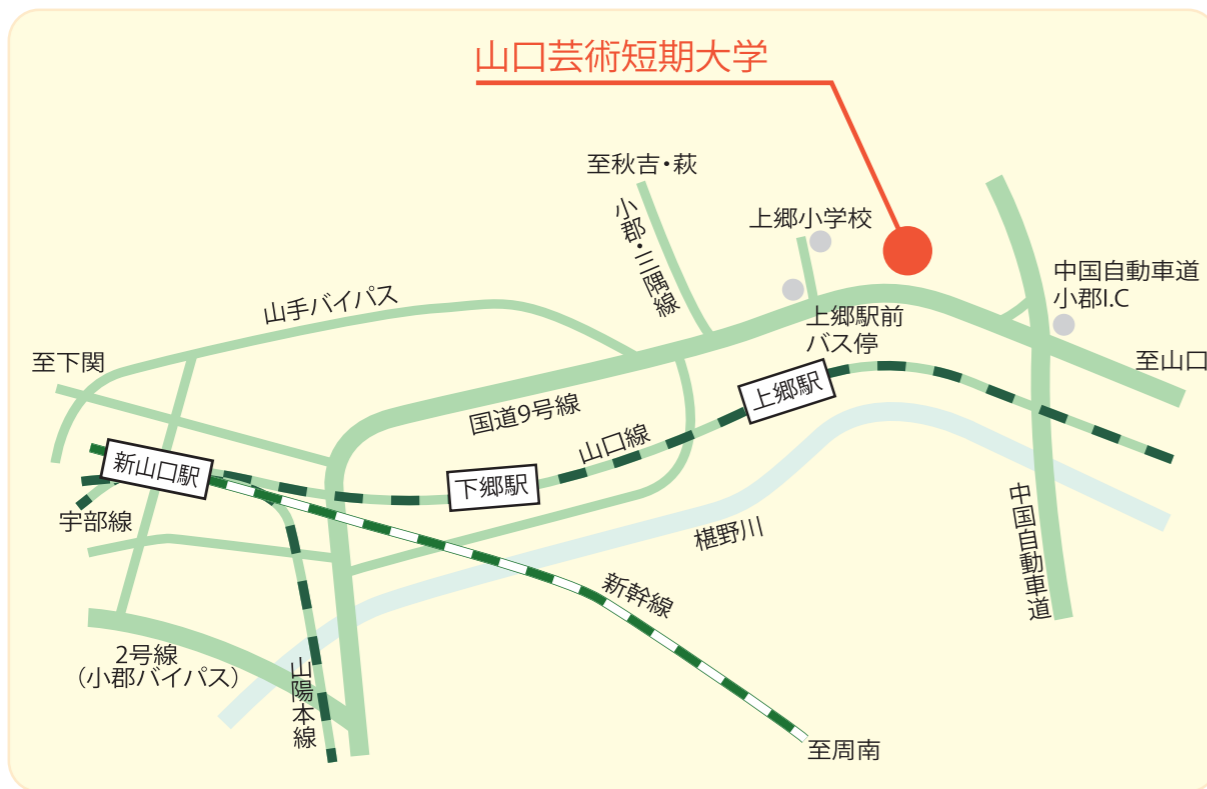 山口芸術短期大学
至秋吉・萩
小郡・三隅線
上郷小学校
中国自動車道
小郡I.C
山手バイパス
上郷駅前
バス停
至下関
至山口
上郷駅
国道9号線
山口線
新山口駅
下郷駅
宇部線
椹野川
中国自動車道
新幹線
2号線
(小郡バイパス)
山陽本線
至周南